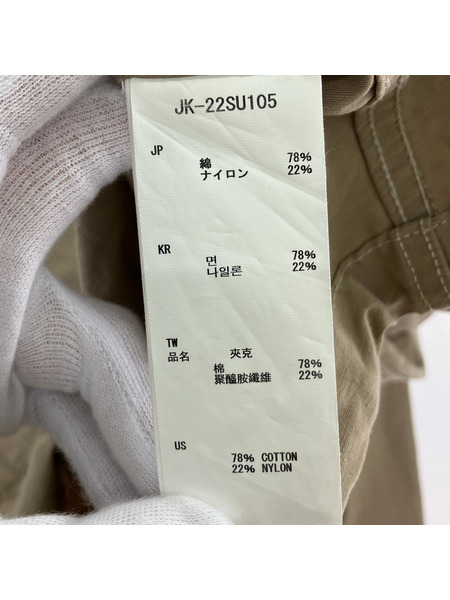 JK-22SU105
JP
綿 78%
ナイロン 22%
KR
면 78%
나일론 22%
TW
品名 夾克
棉 78%
聚醯胺纖維 22%
US
78% COTTON
22% NYLON